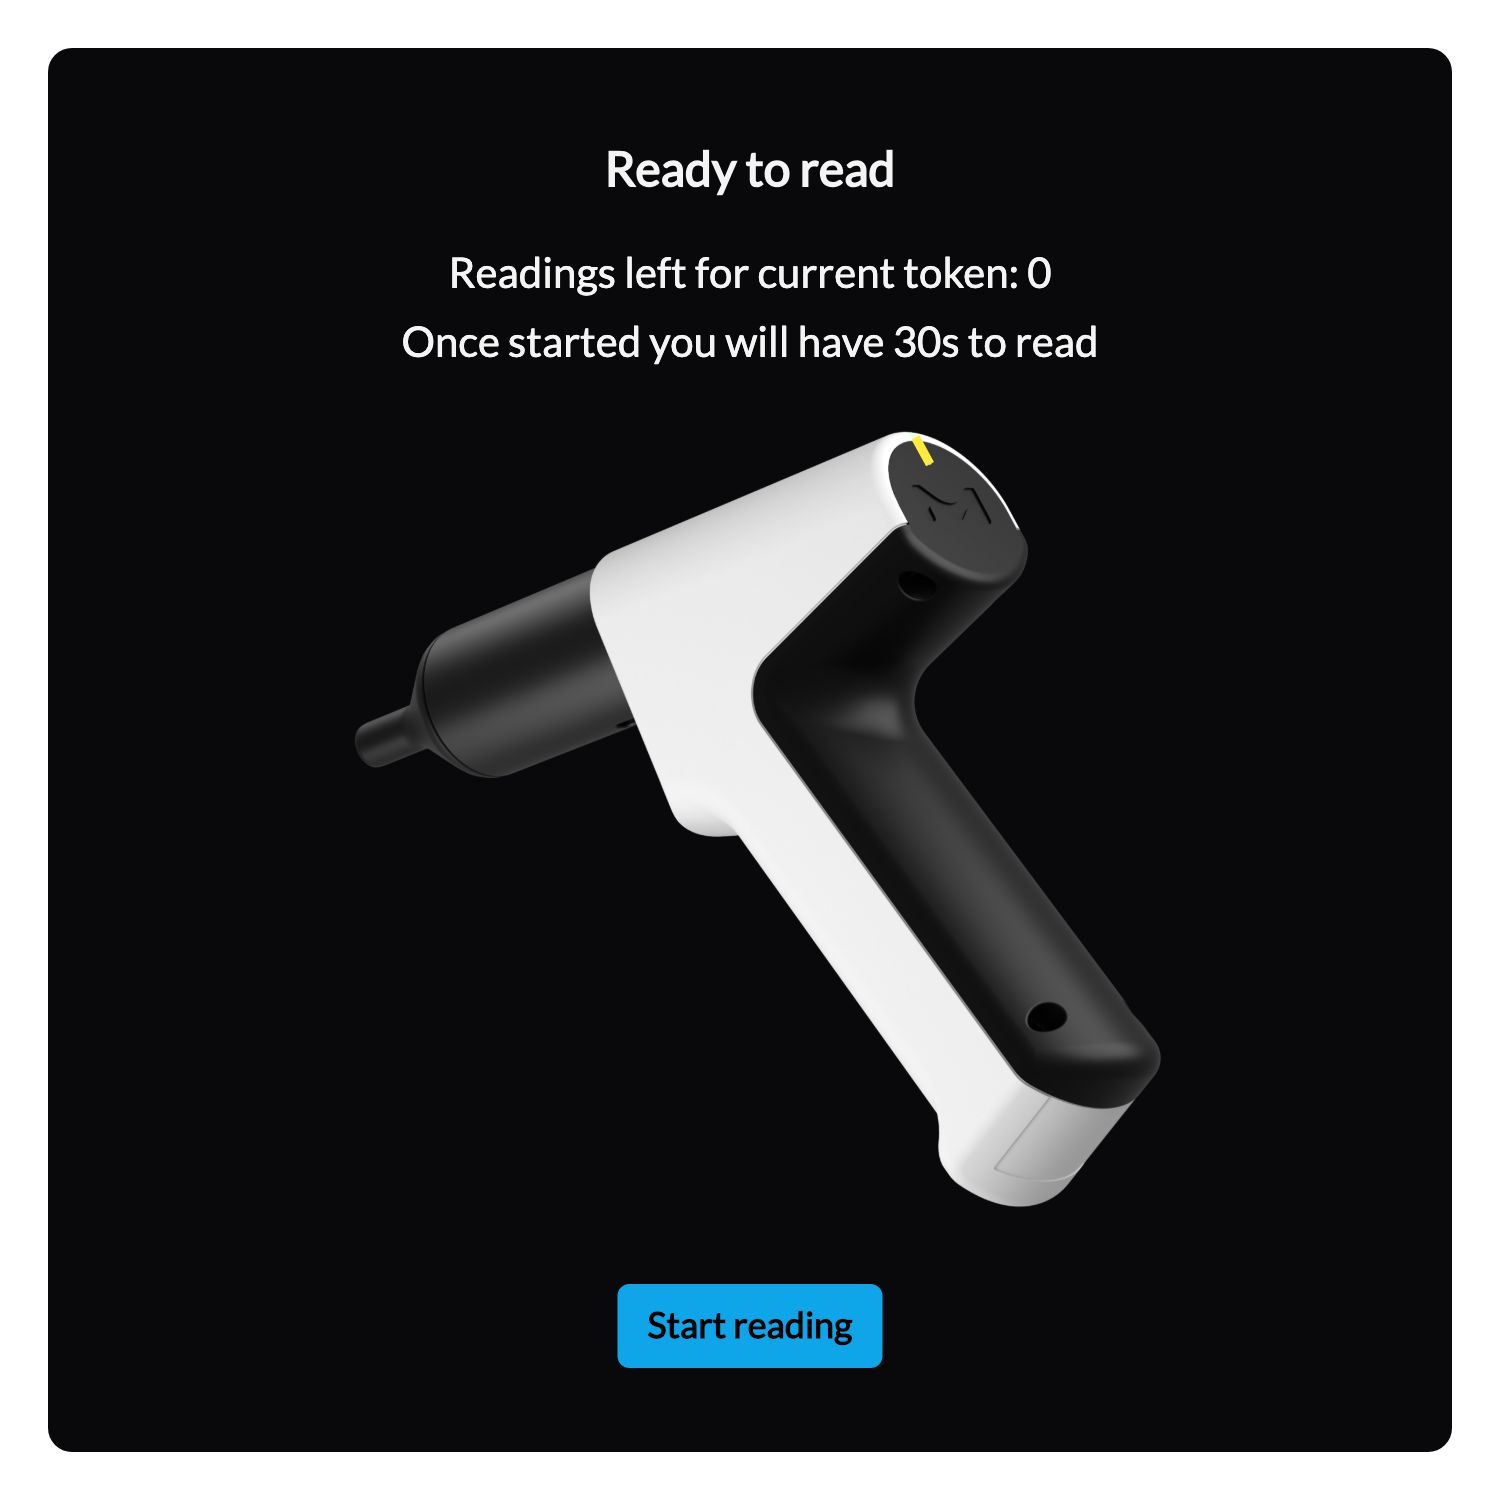 Ready to read
Readings left for current token: 0
Once started you will have 30s to read
Start reading